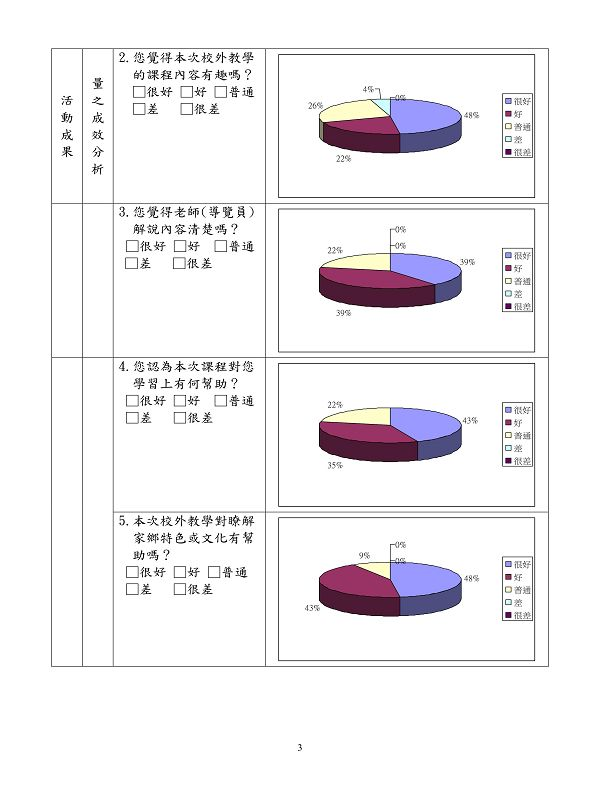 活動成果
量之成效分析
2.您覺得本次校外教學
的課程內容有趣嗎？
□很好 □好 □普通
□差 □很差
4%
0%
26%
48%
22%
很好
好
普通
差
很差
3.您覺得老師(導覽員)
解說內容清楚嗎？
□很好 □好 □普通
□差 □很差
0%
0%
22%
39%
39%
很好
好
普通
差
很差
4.您認為本次課程對您
學習上有何幫助？
□很好 □好 □普通
□差 □很差
22%
43%
35%
很好
好
普通
差
很差
5.本次校外教學對瞭解
家鄉特色或文化有幫
助嗎？
□很好 □好 □普通
□差 □很差
0%
0%
9%
48%
43%
很好
好
普通
差
很差
3